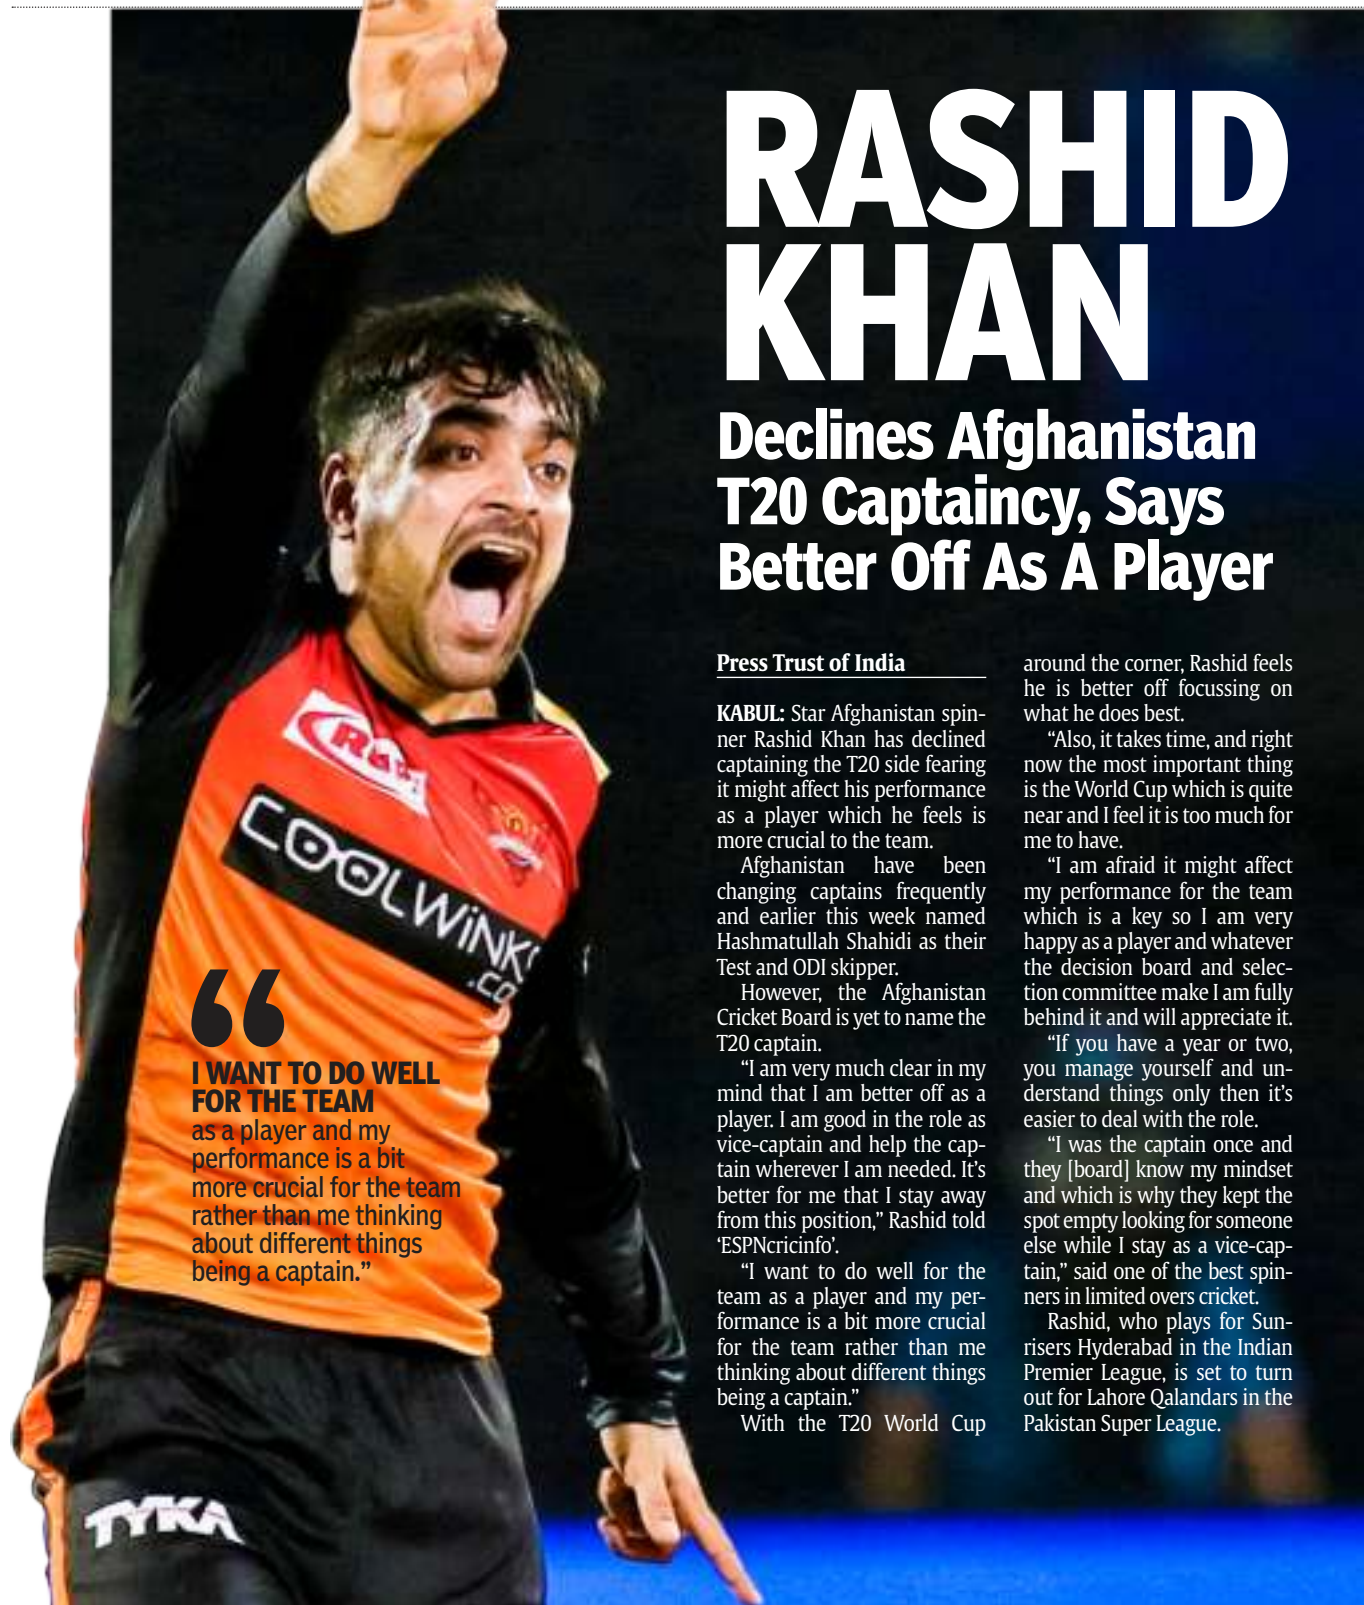 RASHID
KHAN
Declines Afghanistan
T20 Captaincy, Says
Better Off As A Player
Press Trust of India
KABUL: Star Afghanistan spin-
ner Rashid Khan has declined
captaining the T20 side fearing
it might affect his performance
as a player which he feels is
more crucial to the team.
Afghanistan have been
changing captains frequently
and earlier this week named
Hashmatullah Shahidi as their
Test and ODI skipper.
However, the Afghanistan
Cricket Board is yet to name the
T20 captain.
“I am very much clear in my
mind that I am better off as a
player. I am good in the role as
vice-captain and help the cap-
tain wherever I am needed. It’s
better for me that I stay away
from this position,” Rashid told
‘ESPNcricinfo’.
“I want to do well for the
team as a player and my per-
formance is a bit more crucial
for the team rather than me
thinking about different things
being a captain.”
With the T20 World Cup
around the corner, Rashid feels
he is better off focussing on
what he does best.
“Also, it takes time, and right
now the most important thing
is the World Cup which is quite
near and I feel it is too much for
me to have.
“I am afraid it might affect
my performance for the team
which is a key so I am very
happy as a player and whatever
the decision board and selec-
tion committee make I am fully
behind it and will appreciate it.
“If you have a year or two,
you manage yourself and un-
derstand things only then it’s
easier to deal with the role.
“I was the captain once and
they [board] know my mindset
and which is why they kept the
spot empty looking for someone
else while I stay as a vice-cap-
tain,” said one of the best spin-
ners in limited overs cricket.
Rashid, who plays for Sun-
risers Hyderabad in the Indian
Premier League, is set to turn
out for Lahore Qalandars in the
Pakistan Super League.
COOLWiNKS
.co
“
I WANT TO DO WELL
FOR THE TEAM
as a player and my
performance is a bit
more crucial for the team
rather than me thinking
about different things
being a captain.”
TYKA